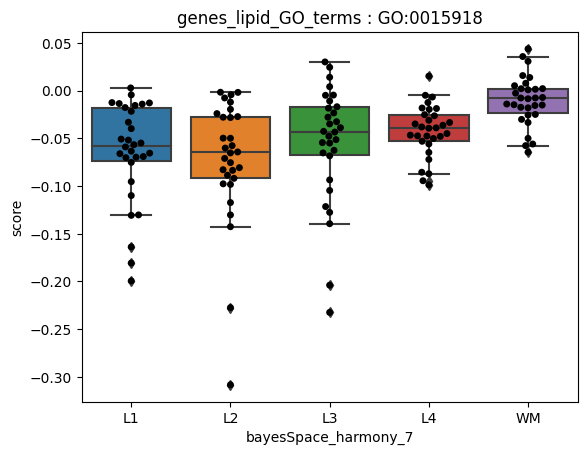 genes_lipid_GO_terms : GO:0015918
0.05
0.00
−0.05
−0.10
−0.15
−0.20
−0.25
−0.30
score
L1 L2 L3 L4 WM
bayesSpace_harmony_7